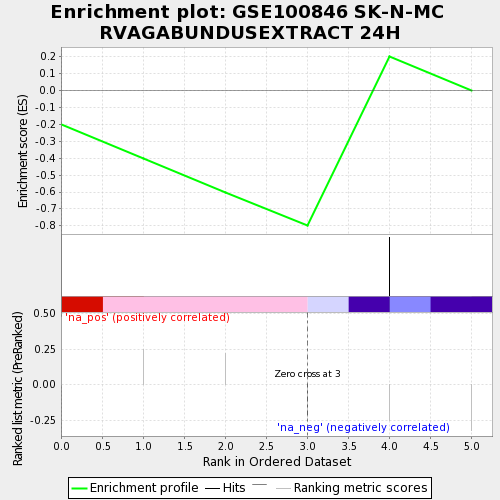 Enrichment plot: GSE100846 SK-N-MC
RVAGABUNDUSEXTRACT 24H
Enrichment score (ES)
0.2
0.1
0.0
-0.1
-0.2
-0.3
-0.4
-0.5
-0.6
-0.7
-0.8
Ranked list metric (PreRanked)
0.50
0.25
0.00
-0.25
'na_pos' (positively correlated)
Zero cross at 3
'na_neg' (negatively correlated)
0.0 0.5 1.0 1.5 2.0 2.5 3.0 3.5 4.0 4.5 5.0
Rank in Ordered Dataset
Enrichment profile Hits Ranking metric scores